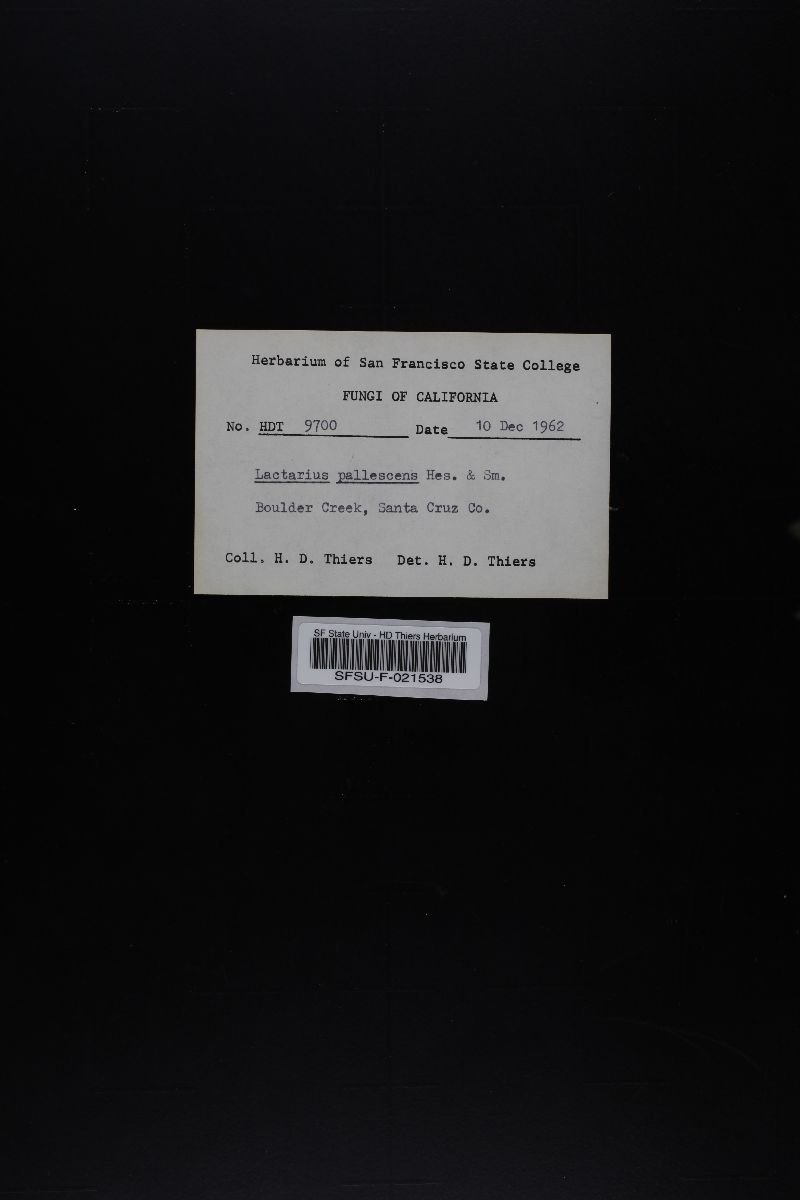 Herbarium of San Francisco State College
FUNGI OF CALIFORNIA
No. HDT 9700 Date 10 Dec 1962
Lactarius pallescens Hes. & Sm.
Boulder Creek, Santa Cruz Co.
Coll. H. D. Thiers Det. H. D. Thiers
SF State Univ - HD Thiers Herbarium
SFSU-F-021538